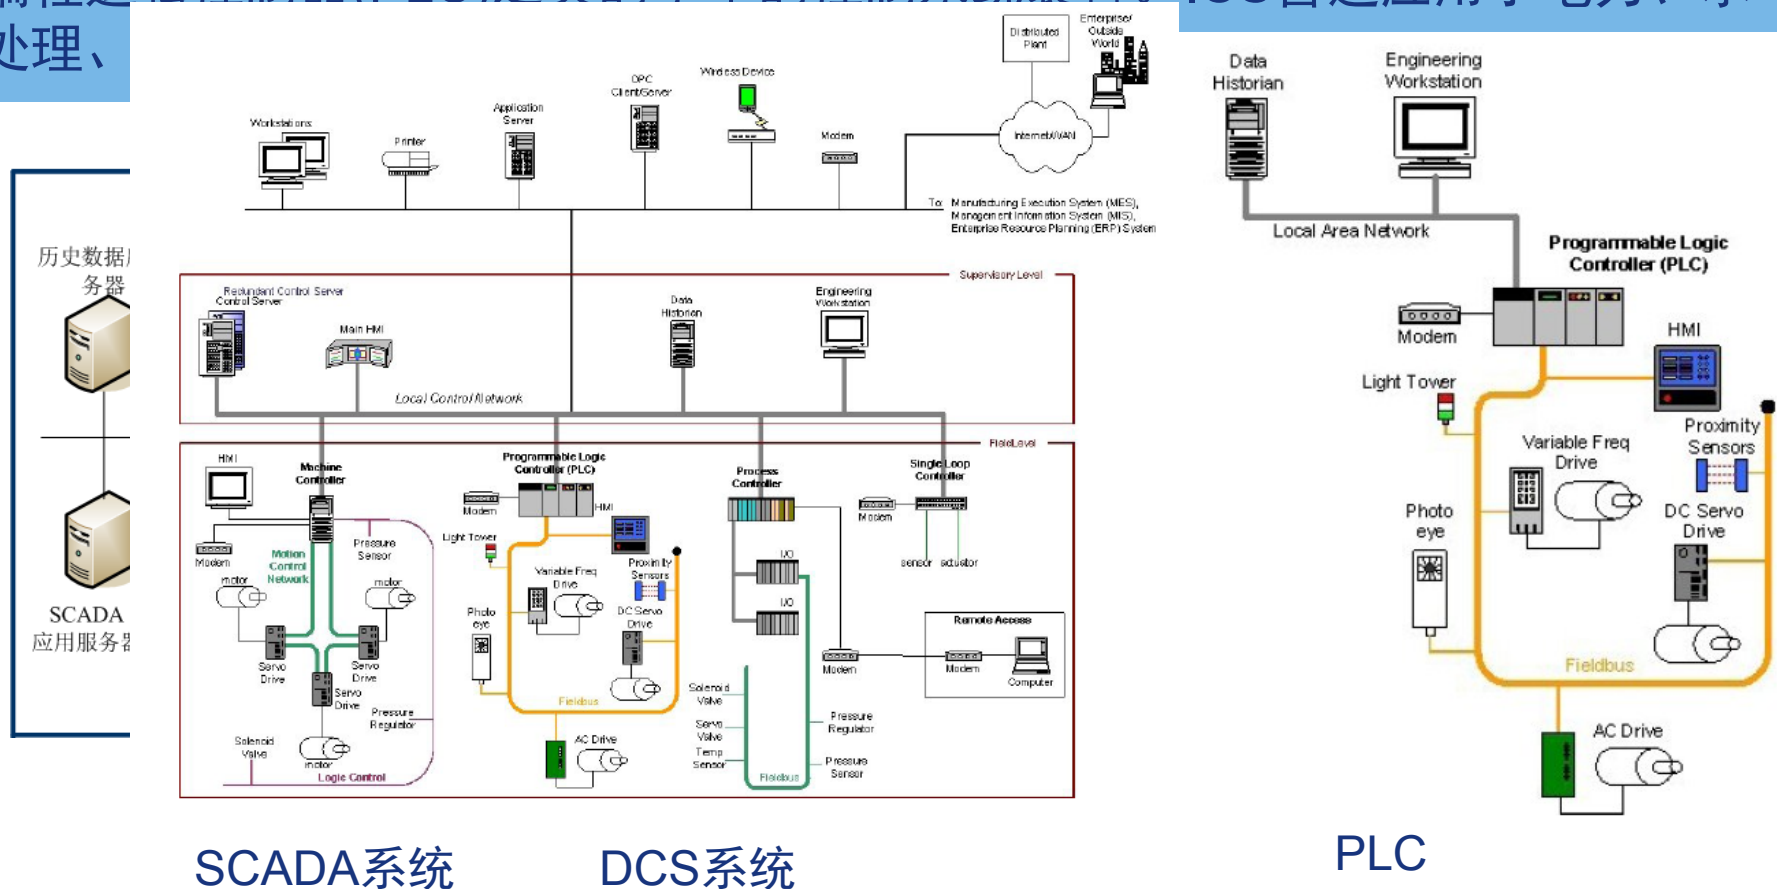 处理、
历史数据
务器
SCADA
应用服务
Distributed
Plant
Enterprise/
Outside
World
OPC
Client/Server
Wireless Device
Application
Server
Workstations
Printer
Modem
Internet/WAN
To: Manufacturing Execution System (MES),
Management Information System (MIS),
Enterprise Resource Planning (ERP) System
Supervisory Level
Redundant Control Server
Control Server
Main HMI
Data
Historian
Engineering
Workstation
Local Control Network
Field Level
HMI
Machine
Controller
Programmable Logic
Controller (PLC)
Process
Controller
Single Loop
Controller
Modem
HMI
Modem
Light Tower
Pressure
Sensor
Modem
Motion
Control
Network
motor
motor
I/O
I/O
sensor actuator
Variable Freq
Drive
Proximity
Sensors
Photo
eye
DC Servo
Drive
Remote Access
Modem
Modem
Computer
Servo
Drive
Servo
Drive
Servo
Drive
Pressure
Regulator
Solenoid
Valve
motor
Logic Control
Fieldbus
AC Drive
Solenoid
Valve
Servo
Valve
Temp
Sensor
Pressure
Regulator
Pressure
Sensor
Fieldbus
Data
Historian
Engineering
Workstation
Local Area Network
Programmable Logic
Controller (PLC)
Modem
HMI
Light Tower
Proximity
Sensors
Variable Freq
Drive
Photo
eye
DC Servo
Drive
Fieldbus
AC Drive
SCADA系统
DCS系统
PLC